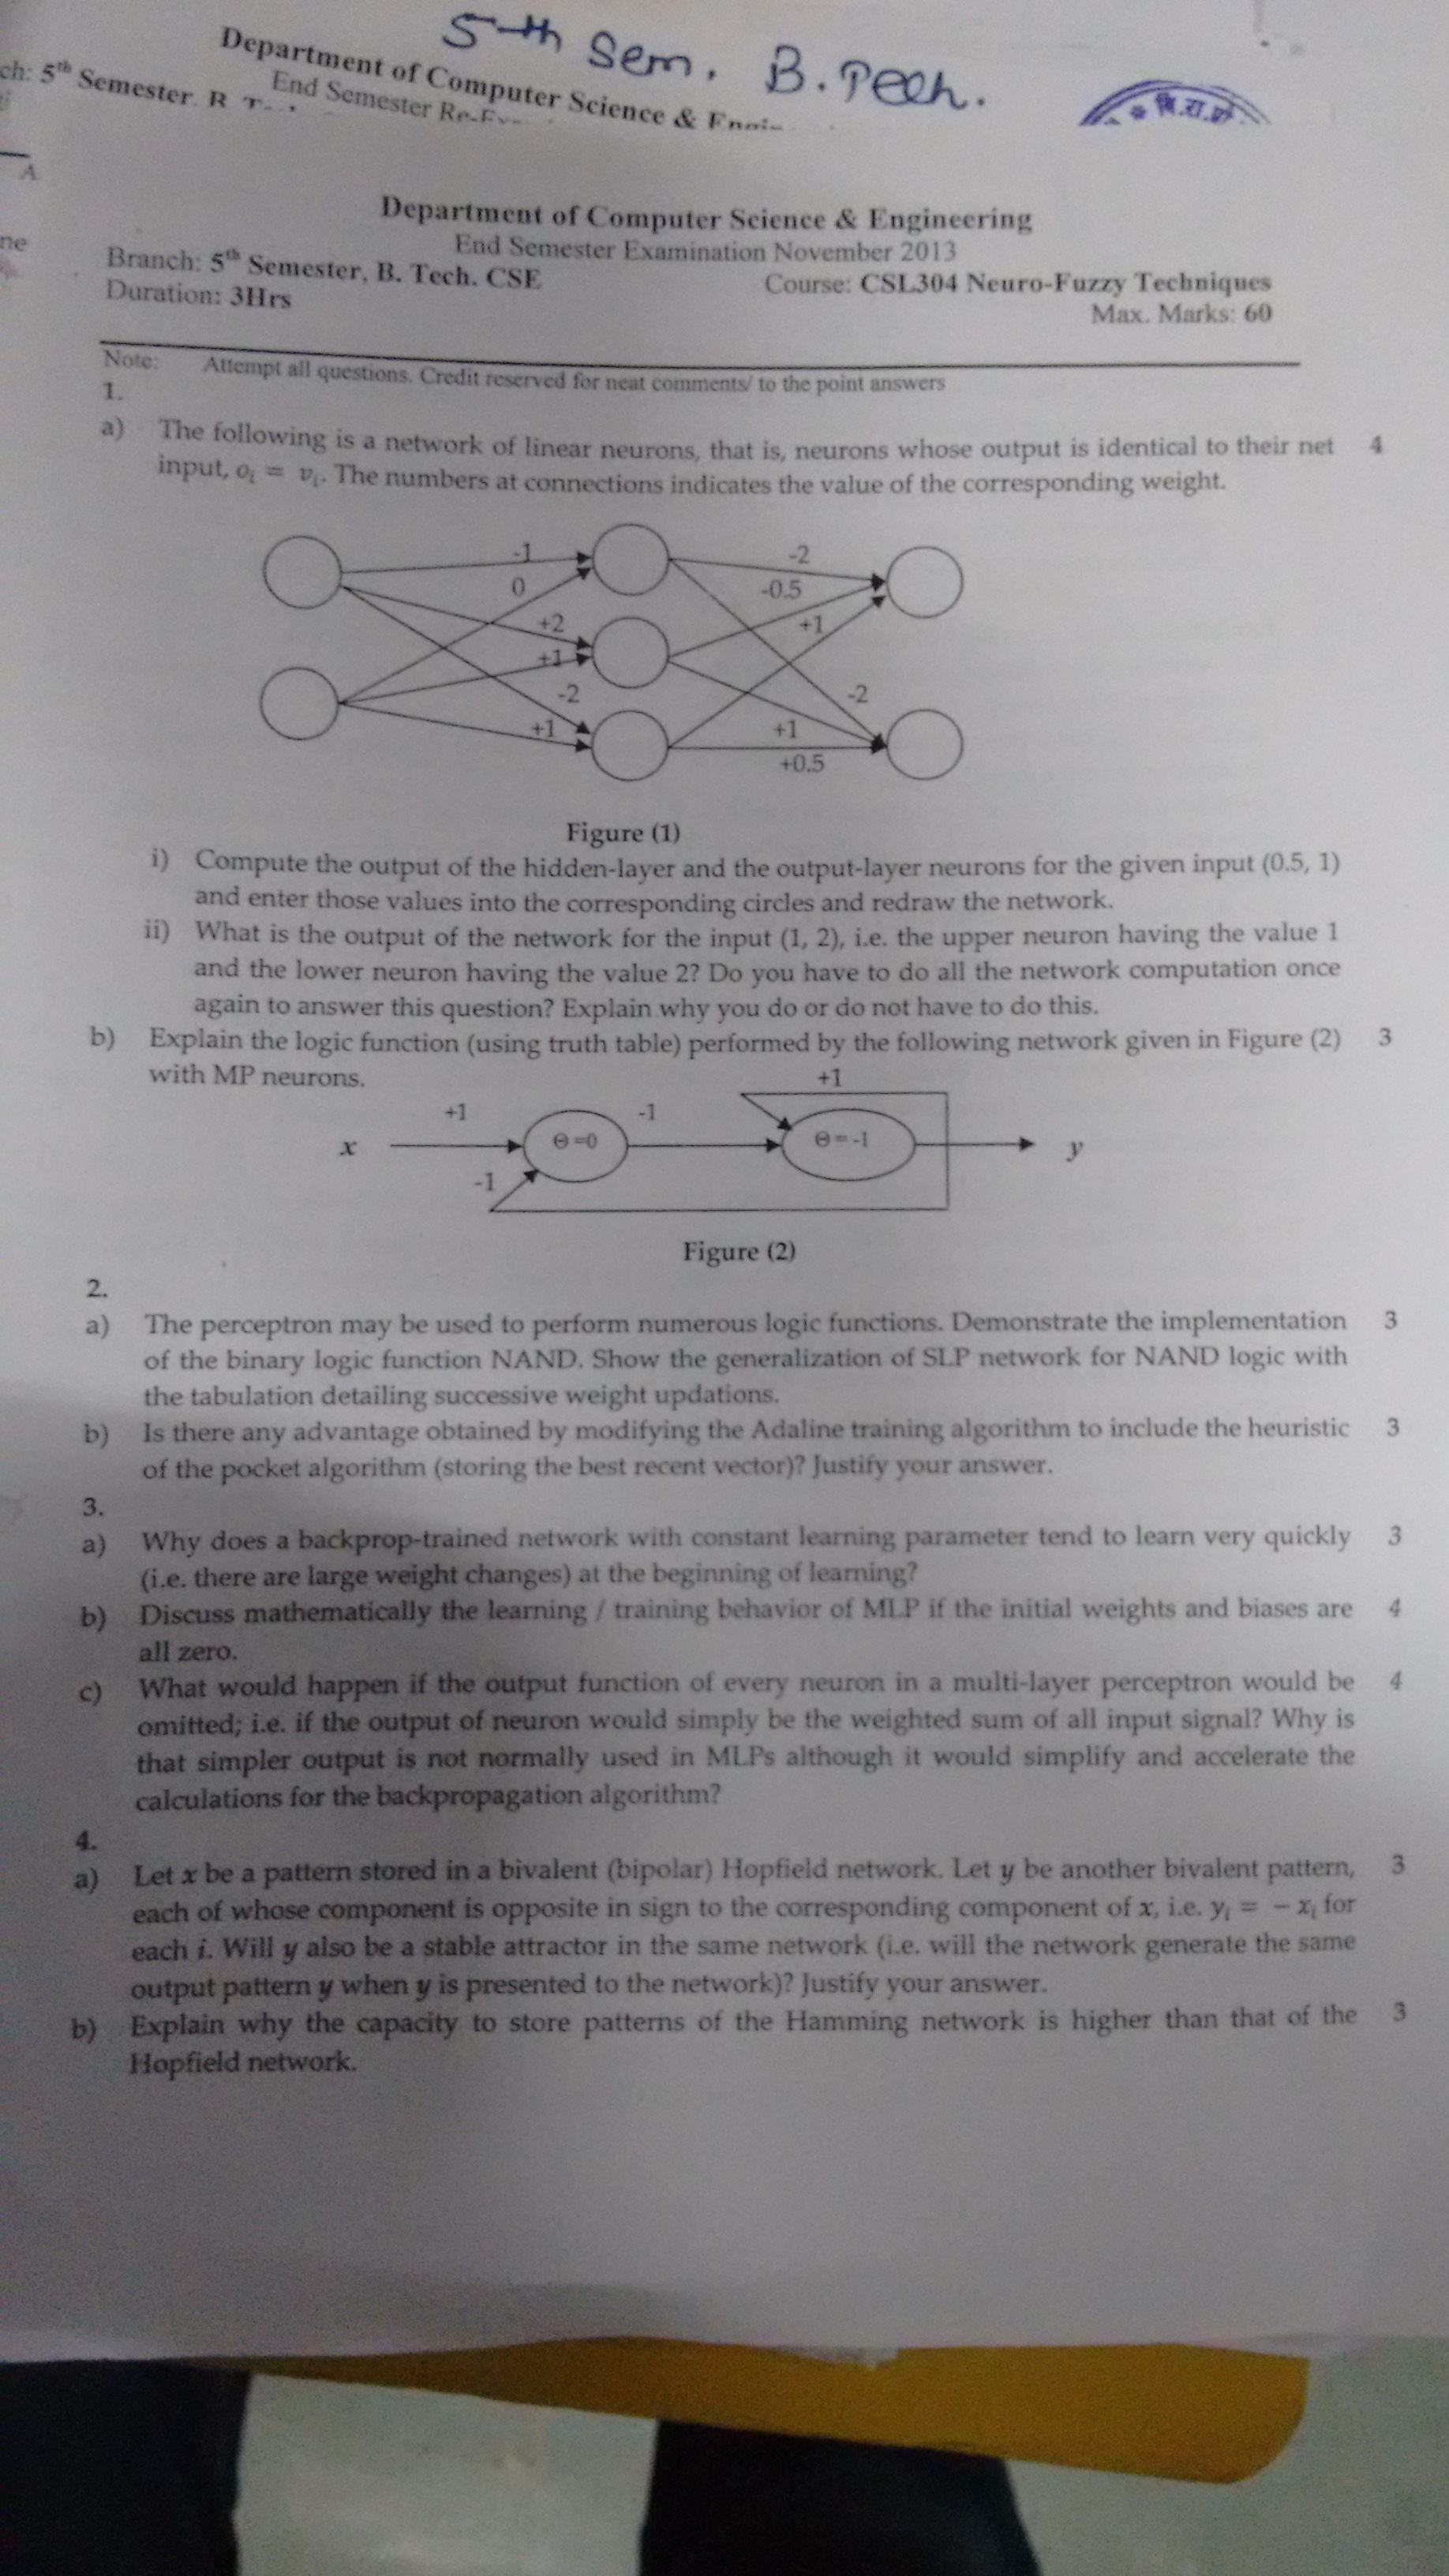 5th Sem. B.Tech.
Department of Computer Science &
ch: 5th Semester, B.
End Semester
A
ne
वि.रा.प्रौ
Department of Computer Science & Engineering
End Semester Examination November 2013
Branch: 5th Semester, B. Tech. CSE
Course: CSL304 Neuro-Fuzzy Techniques
Duration: 3Hrs
Max. Marks: 60
Note: Attempt all questions. Credit reserved for neat comments/ to the point answers
1.
a) The following is a network of linear neurons, that is, neurons whose output is identical to their net 4
input, oi = vi. The numbers at connections indicates the value of the corresponding weight.
-1
-2
0
-0.5
+2
+1
+1
-2
-2
+1
+1
+0.5
Figure (1)
i) Compute the output of the hidden-layer and the output-layer neurons for the given input (0.5, 1)
and enter those values into the corresponding circles and redraw the network.
ii) What is the output of the network for the input (1, 2), i.e. the upper neuron having the value 1
and the lower neuron having the value 2? Do you have to do all the network computation once
again to answer this question? Explain why you do or do not have to do this.
b) Explain the logic function (using truth table) performed by the following network given in Figure (2) 3
with MP neurons.
+1
+1
-1
x
Θ=0
Θ=-1
y
-1
Figure (2)
2.
a) The perceptron may be used to perform numerous logic functions. Demonstrate the implementation 3
of the binary logic function NAND. Show the generalization of SLP network for NAND logic with
the tabulation detailing successive weight updations.
b) Is there any advantage obtained by modifying the Adaline training algorithm to include the heuristic 3
of the pocket algorithm (storing the best recent vector)? Justify your answer.
3.
a) Why does a backprop-trained network with constant learning parameter tend to learn very quickly 3
(i.e. there are large weight changes) at the beginning of learning?
b) Discuss mathematically the learning / training behavior of MLP if the initial weights and biases are 4
all zero.
c) What would happen if the output function of every neuron in a multi-layer perceptron would be 4
omitted; i.e. if the output of neuron would simply be the weighted sum of all input signal? Why is
that simpler output is not normally used in MLPs although it would simplify and accelerate the
calculations for the backpropagation algorithm?
4.
a) Let x be a pattern stored in a bivalent (bipolar) Hopfield network. Let y be another bivalent pattern, 3
each of whose component is opposite in sign to the corresponding component of x, i.e. yi = − xi for
each i. Will y also be a stable attractor in the same network (i.e. will the network generate the same
output pattern y when y is presented to the network)? Justify your answer.
b) Explain why the capacity to store patterns of the Hamming network is higher than that of the 3
Hopfield network.